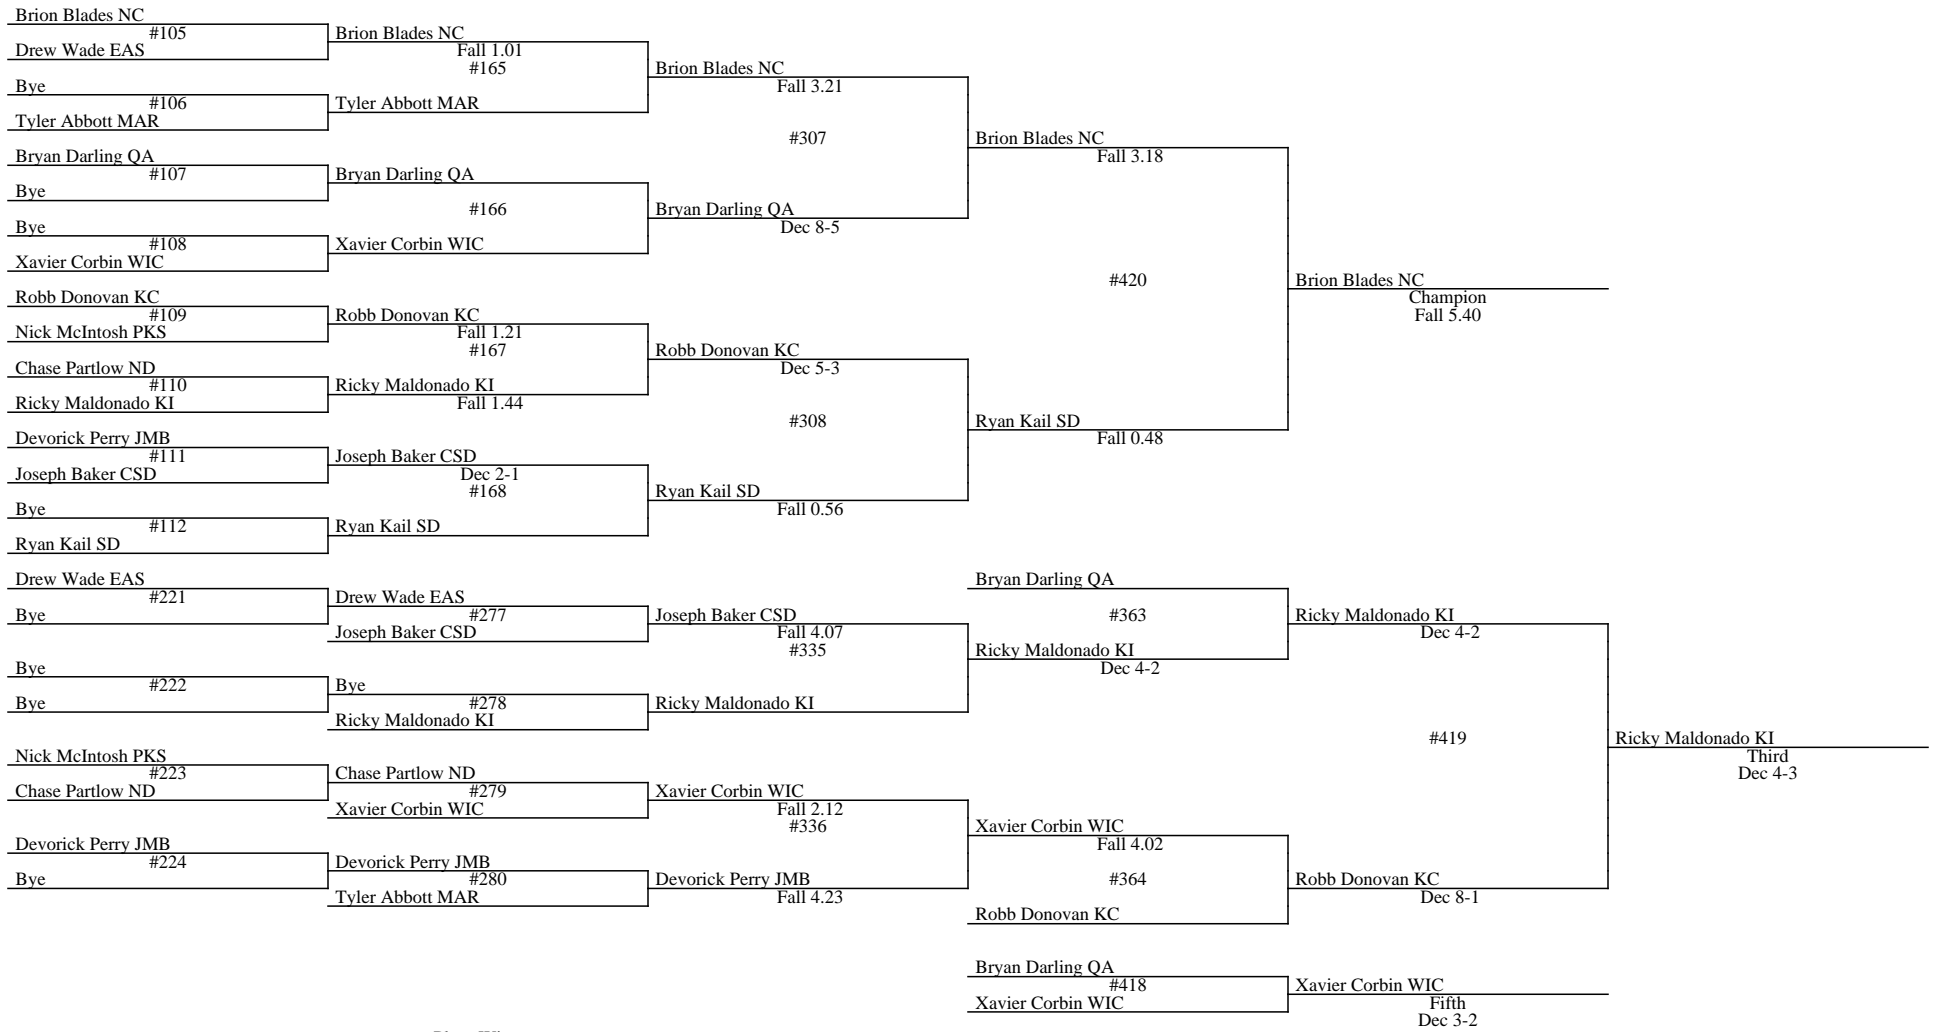 Brion Blades NC
#105
Drew Wade EAS
Bye
#106
Tyler Abbott MAR
Bryan Darling QA
#107
Bye
Bye
#108
Xavier Corbin WIC
Robb Donovan KC
#109
Nick McIntosh PKS
Chase Partlow ND
#110
Ricky Maldonado KI
Devorick Perry JMB
#111
Joseph Baker CSD
Bye
#112
Ryan Kail SD
Brion Blades NC
Fall 1.01
#165
Tyler Abbott MAR
Bryan Darling QA
#166
Xavier Corbin WIC
Robb Donovan KC
Fall 1.21
#167
Ricky Maldonado KI
Fall 1.44
Joseph Baker CSD
Dec 2-1
#168
Ryan Kail SD
Brion Blades NC
Fall 3.21
#307
Bryan Darling QA
Dec 8-5
Robb Donovan KC
Dec 5-3
#308
Ryan Kail SD
Fall 0.56
Brion Blades NC
Fall 3.18
#420
Ryan Kail SD
Fall 0.48
Brion Blades NC
Champion
Fall 5.40
Drew Wade EAS
#221
Bye
Bye
#222
Bye
Nick McIntosh PKS
#223
Chase Partlow ND
Devorick Perry JMB
#224
Bye
Drew Wade EAS
#277
Joseph Baker CSD
Bye
#278
Ricky Maldonado KI
Chase Partlow ND
#279
Xavier Corbin WIC
Devorick Perry JMB
#280
Tyler Abbott MAR
Joseph Baker CSD
Fall 4.07
#335
Ricky Maldonado KI
Xavier Corbin WIC
Fall 2.12
#336
Devorick Perry JMB
Fall 4.23
Bryan Darling QA
#363
Ricky Maldonado KI
Dec 4-2
Xavier Corbin WIC
Fall 4.02
#364
Robb Donovan KC
Ricky Maldonado KI
Dec 4-2
#419
Robb Donovan KC
Dec 8-1
Ricky Maldonado KI
Third
Dec 4-3
Bryan Darling QA
#418
Xavier Corbin WIC
Xavier Corbin WIC
Fifth
Dec 3-2